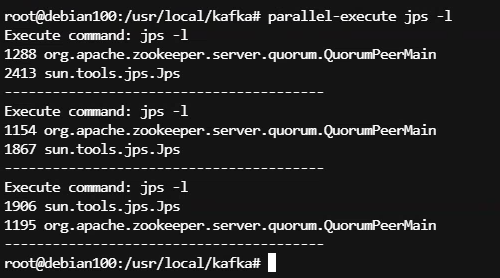 root@debian100:/usr/local/kafka# parallel-execute jps -l
Execute command: jps -l
1288 org.apache.zookeeper.server.quorum.QuorumPeerMain
2413 sun.tools.jps.Jps
----------------------------------------
Execute command: jps -l
1154 org.apache.zookeeper.server.quorum.QuorumPeerMain
1867 sun.tools.jps.Jps
----------------------------------------
Execute command: jps -l
1906 sun.tools.jps.Jps
1195 org.apache.zookeeper.server.quorum.QuorumPeerMain
----------------------------------------
root@debian100:/usr/local/kafka#